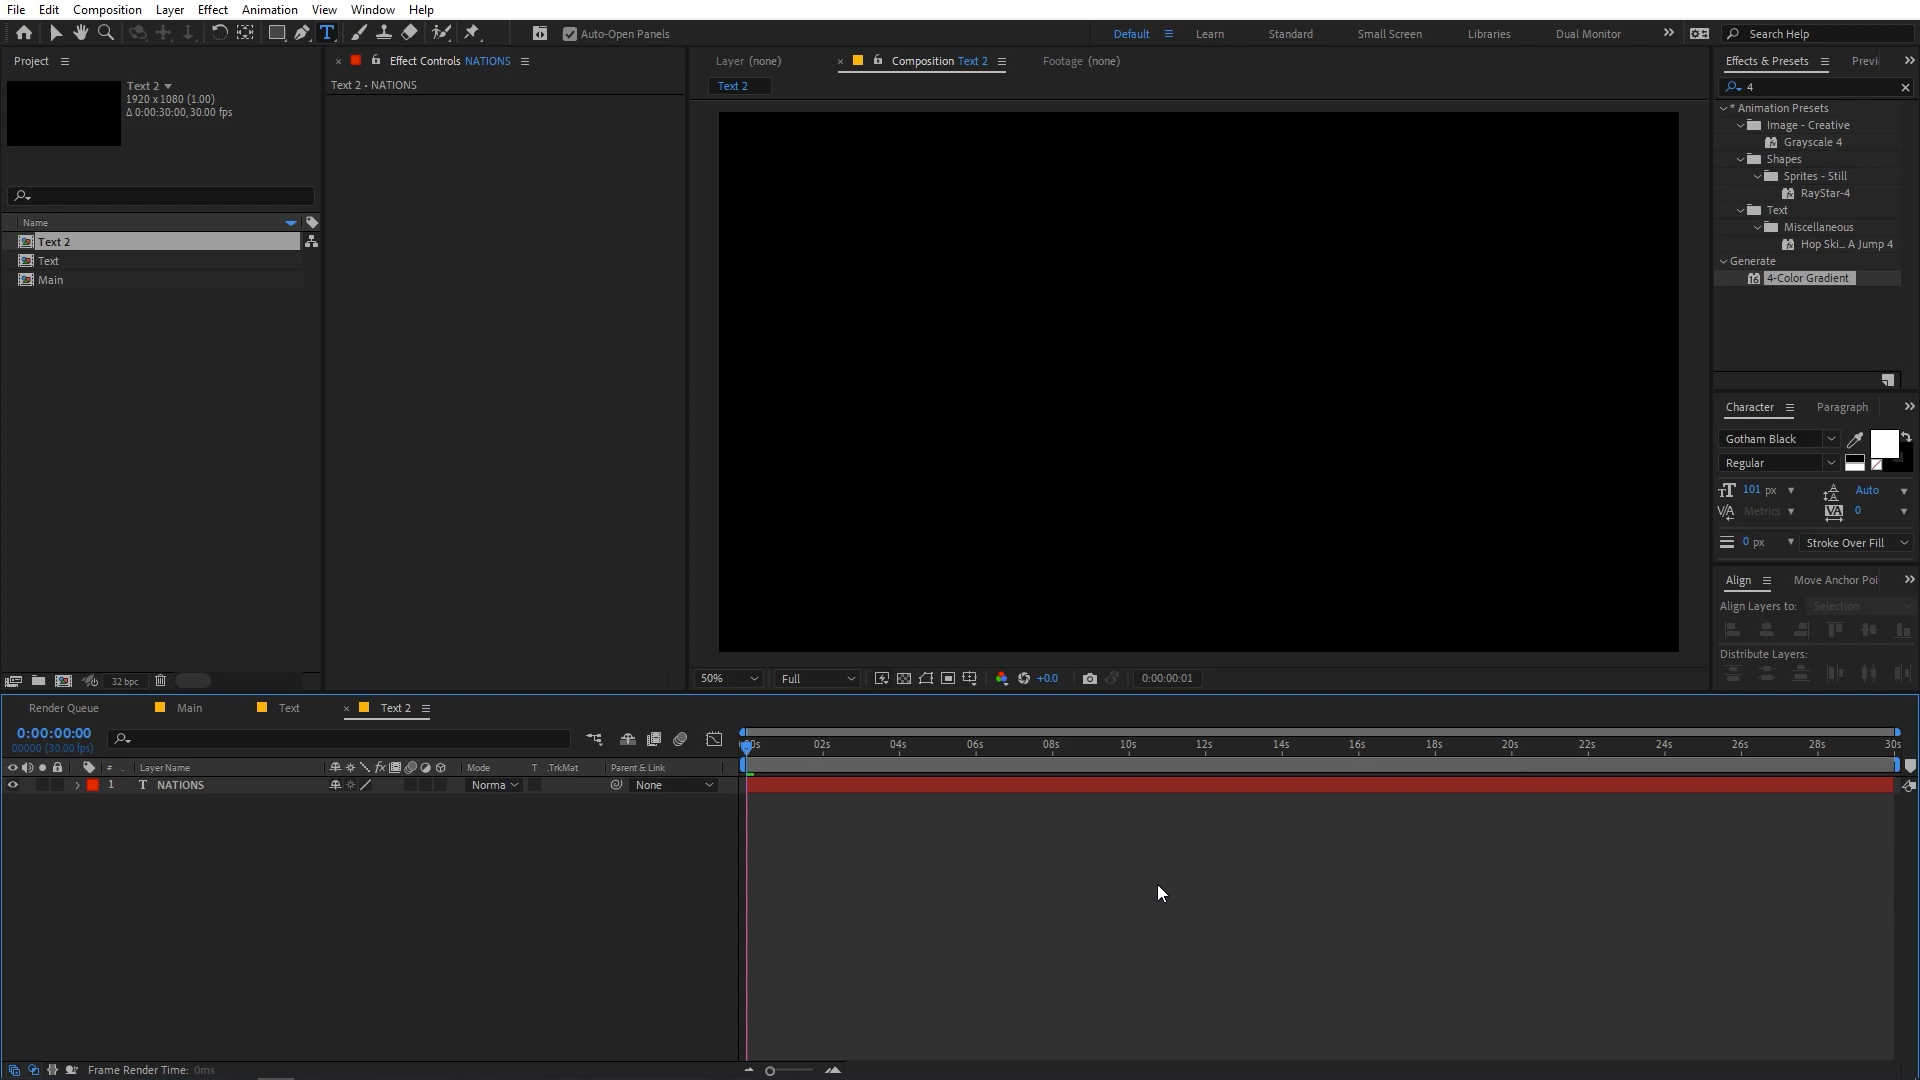 File Edit Composition Layer Effect Animation View Window Help
Auto-Open Panels
Default Learn Standard Small Screen Libraries Dual Monitor Search Help
Project
Text 2
1920 x 1080 (1.00)
Δ 0:00:30:00, 30.00 fps
Name
Text 2
Text
Main
32 bpc
Effect Controls NATIONS
Text 2 • NATIONS
Layer (none) Composition Text 2 Footage (none)
Text 2
50% Full +0.0 0:00:00:01
Effects & Presets Previ
4
* Animation Presets
Image - Creative
Grayscale 4
Shapes
Sprites - Still
RayStar-4
Text
Miscellaneous
Hop Ski... A Jump 4
Generate
4-Color Gradient
Character Paragraph
Gotham Black
Regular
101 px Auto
Metrics 0
0 px Stroke Over Fill
Align Move Anchor Poi
Align Layers to: Selection
Distribute Layers:
Render Queue Main Text Text 2
0:00:00:00
00000 (30.00 fps)
02s 04s 06s 08s 10s 12s 14s 16s 18s 20s 22s 24s 26s 28s 30s
# Layer Name fx Mode T .TrkMat Parent & Link
1 T NATIONS Norma None
Frame Render Time: 0ms